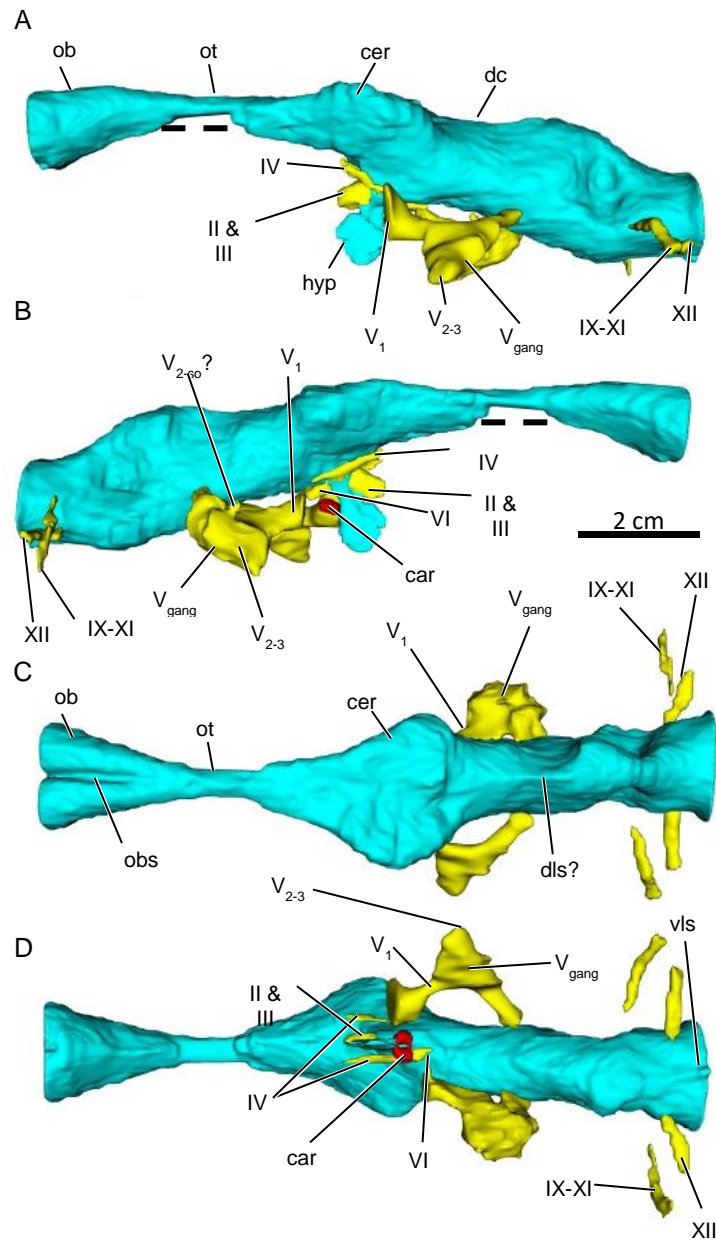 A
ob
ot
cer
dc
IV
II &
III
hyp
V1
V2-3
Vgang
IX-XI
XII
B
V2-so?
V1
IV
II &
III
VI
car
2 cm
XII
IX-XI
Vgang
V2-3
C
ob
ot
cer
V1
Vgang
IX-XI
XII
obs
dls?
V2-3
D
V1
Vgang
vls
II &
III
IV
car
VI
IX-XI
XII